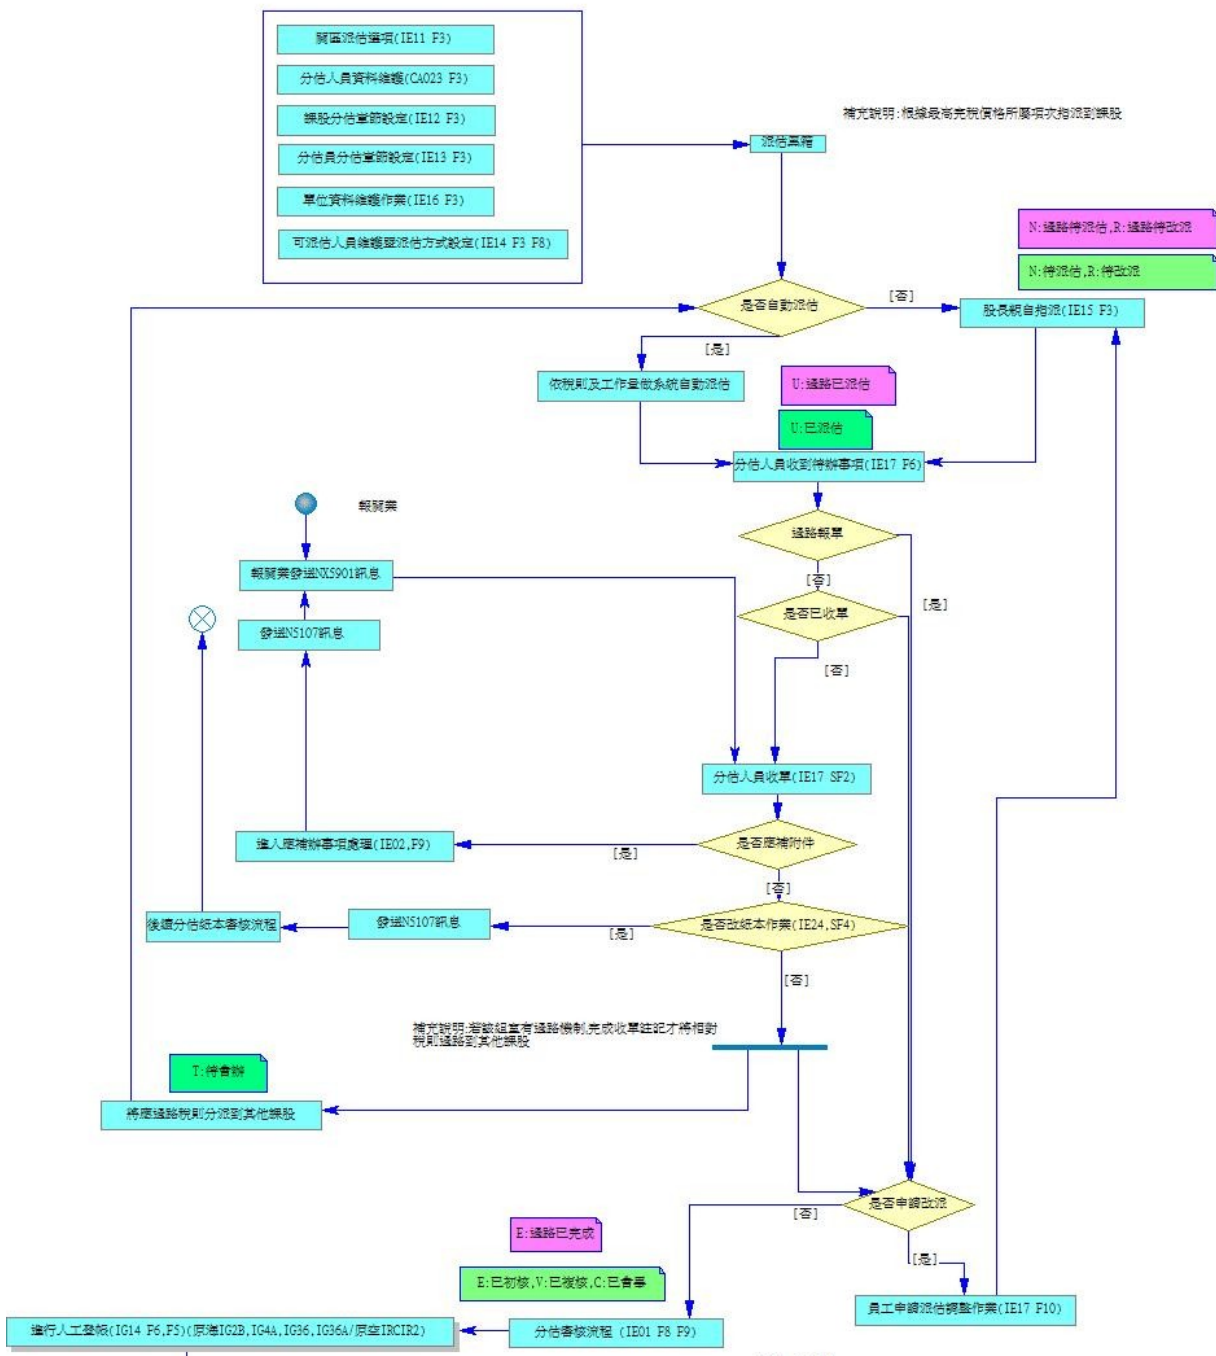 關區派估選項(IE11 F3)
分估人員資料維護(CA023 F3)
課股分估章節設定(IE12 F3)
分估員分估章節設定(IE13 F3)
單位資料維護作業(IE16 F3)
可派估人員維護暨派估方式設定(IE14 F3 F8)
補充說明:根據最高完稅價格所屬項次指派到課股
派估黑箱
N:通路待派估,R:通路待改派
N:待派估,R:待改派
是否自動派估
[否]
股長親自指派(IE15 F3)
[是]
依稅則及工作量做系統自動派估
U:通路已派估
U:已派估
分估人員收到待辦事項(IE17 F6)
報關業
通路報單
報關業發送NX5901訊息
[否]
[是]
是否已收單
發送N5107訊息
[否]
分估人員收單(IE17 SF2)
進入應補辦事項處理(IE02,F9)
[是]
是否應補附件
[否]
後續分估紙本審核流程
發送N5107訊息
[是]
是否改紙本作業(IE24,SF4)
[否]
補充說明:若該組室有通路機制,完成收單註記才將相對
稅則通路到其他課股
T:待會辦
將應通路稅則分派到其他課股
是否申請改派
[否]
E:通路已完成
[是]
E:已初核,V:已複核,C:已會畢
員工申請派估調整作業(IE17 F10)
進行人工登帳(IG14 F6,F5)(原海IG2B,IG4A,IG36,IG36A/原空IRCIR2)
分估審核流程 (IE01 F8 F9)